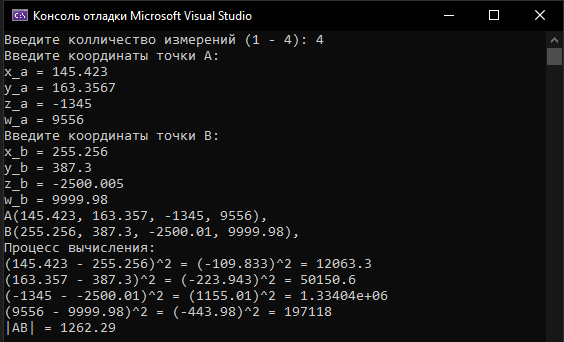 Консоль отладки Microsoft Visual Studio
Введите колличество измерений (1 - 4): 4
Введите координаты точки A:
x_a = 145.423
y_a = 163.3567
z_a = -1345
w_a = 9556
Введите координаты точки B:
x_b = 255.256
y_b = 387.3
z_b = -2500.005
w_b = 9999.98
A(145.423, 163.357, -1345, 9556),
B(255.256, 387.3, -2500.01, 9999.98),
Процесс вычисления:
(145.423 - 255.256)^2 = (-109.833)^2 = 12063.3
(163.357 - 387.3)^2 = (-223.943)^2 = 50150.6
(-1345 - -2500.01)^2 = (1155.01)^2 = 1.33404e+06
(9556 - 9999.98)^2 = (-443.98)^2 = 197118
|AB| = 1262.29